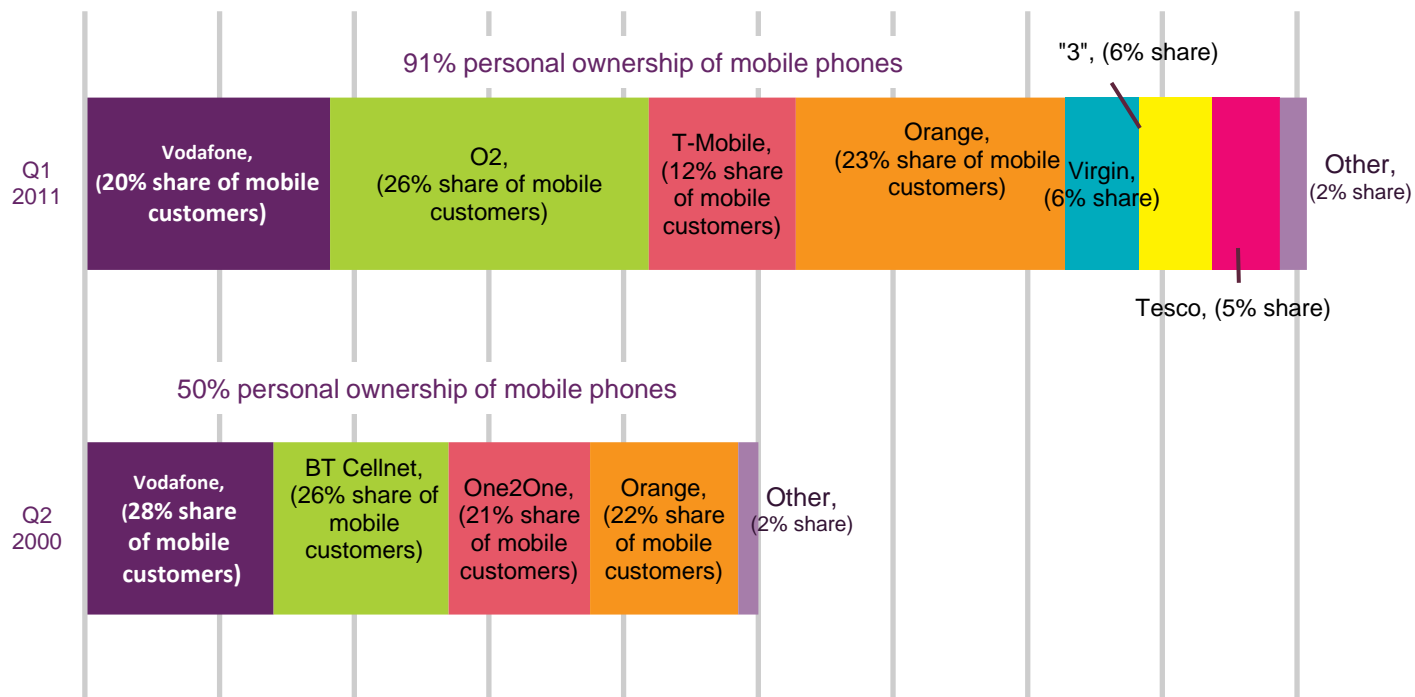 "3", (6% share)
91% personal ownership of mobile phones
Q1
2011
Vodafone,
(20% share of mobile
customers)
O2,
(26% share of mobile
customers)
T-Mobile,
(12% share
of mobile
customers)
Orange,
(23% share of mobile
customers)
Virgin,
(6% share)
Other,
(2% share)
Tesco, (5% share)
50% personal ownership of mobile phones
Q2
2000
Vodafone,
(28% share
of mobile
customers)
BT Cellnet,
(26% share of
mobile
customers)
One2One,
(21% share
of mobile
customers)
Orange,
(22% share
of mobile
customers)
Other,
(2% share)